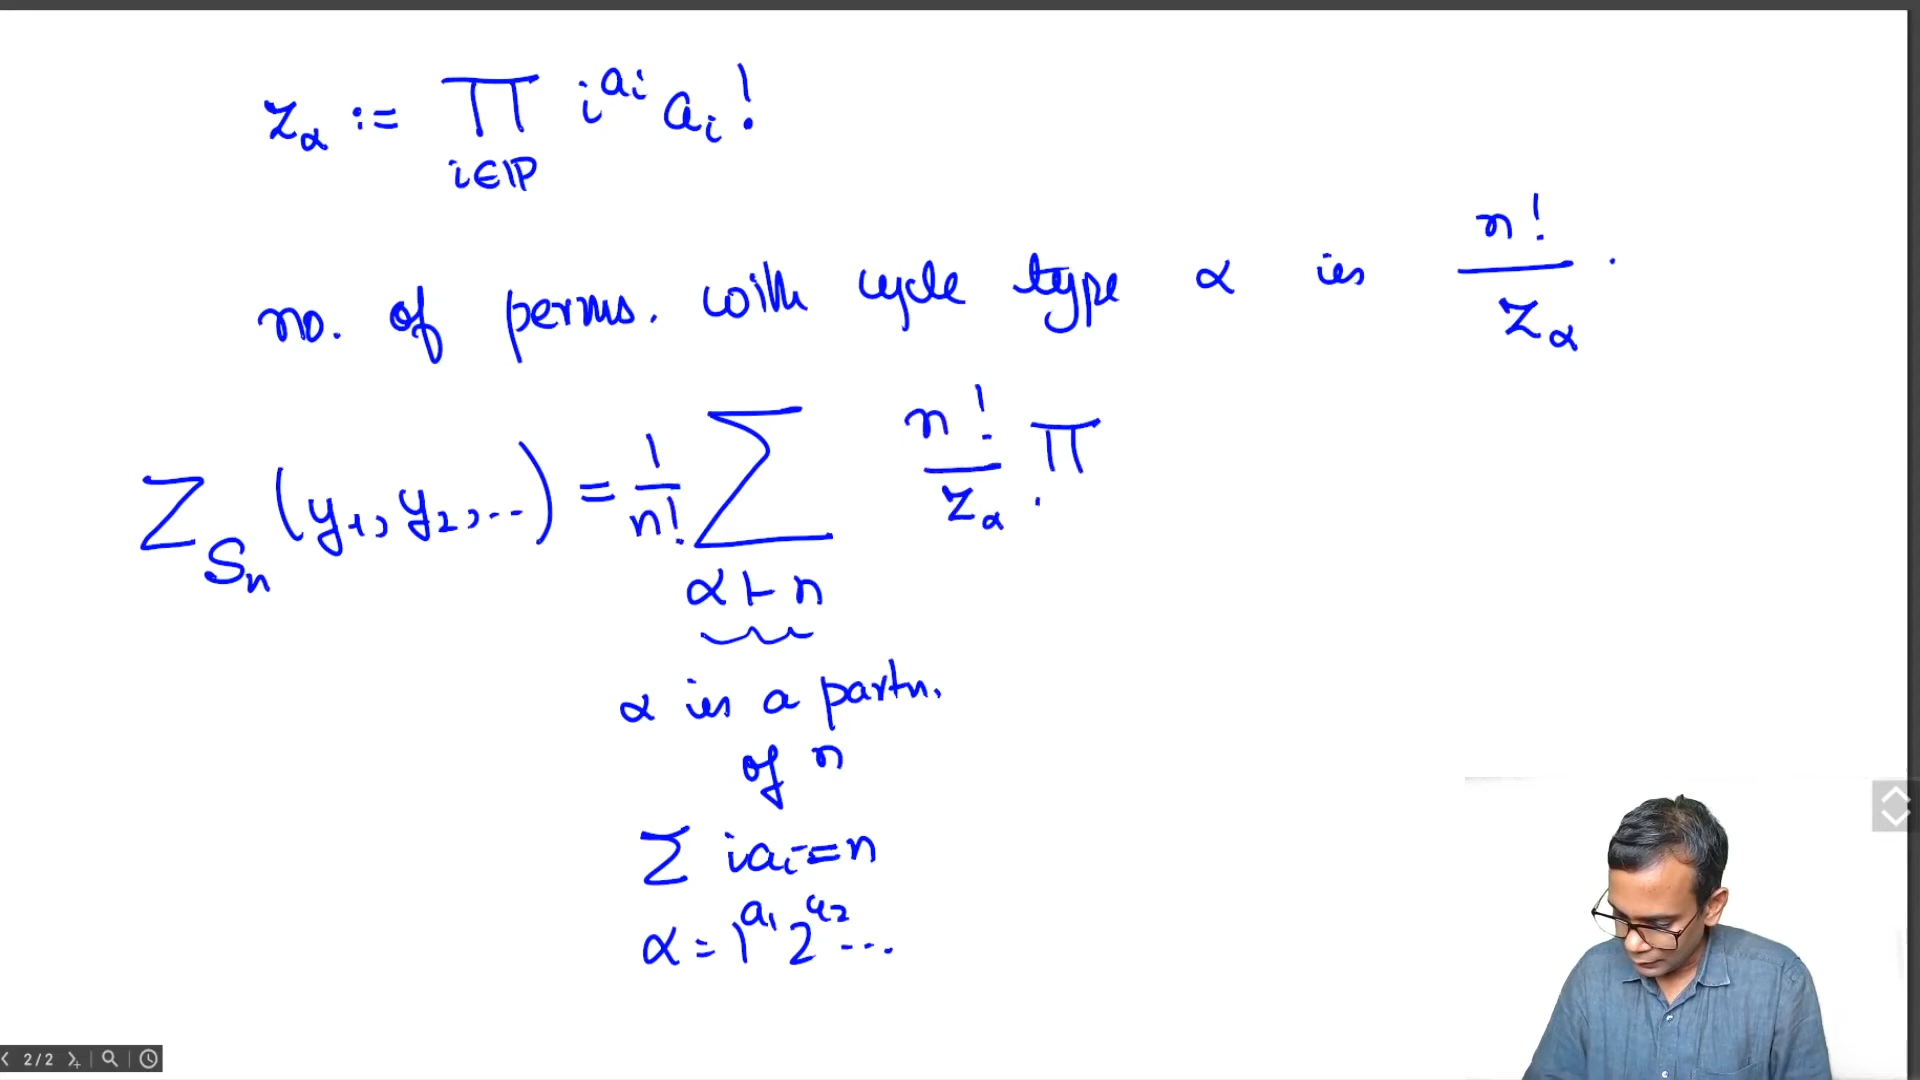 z_α := ∏_{i∈ℙ} i^{a_i} a_i!
no. of perms. with cycle type α is n!/z_α.
Z_{S_n}(y_1, y_2, ...) = 1/n! ∑_{α⊢n} n!/z_α ∏
α is a partn.
of n
∑ i a_i = n
α = 1^{a_1} 2^{a_2} ...
2/2